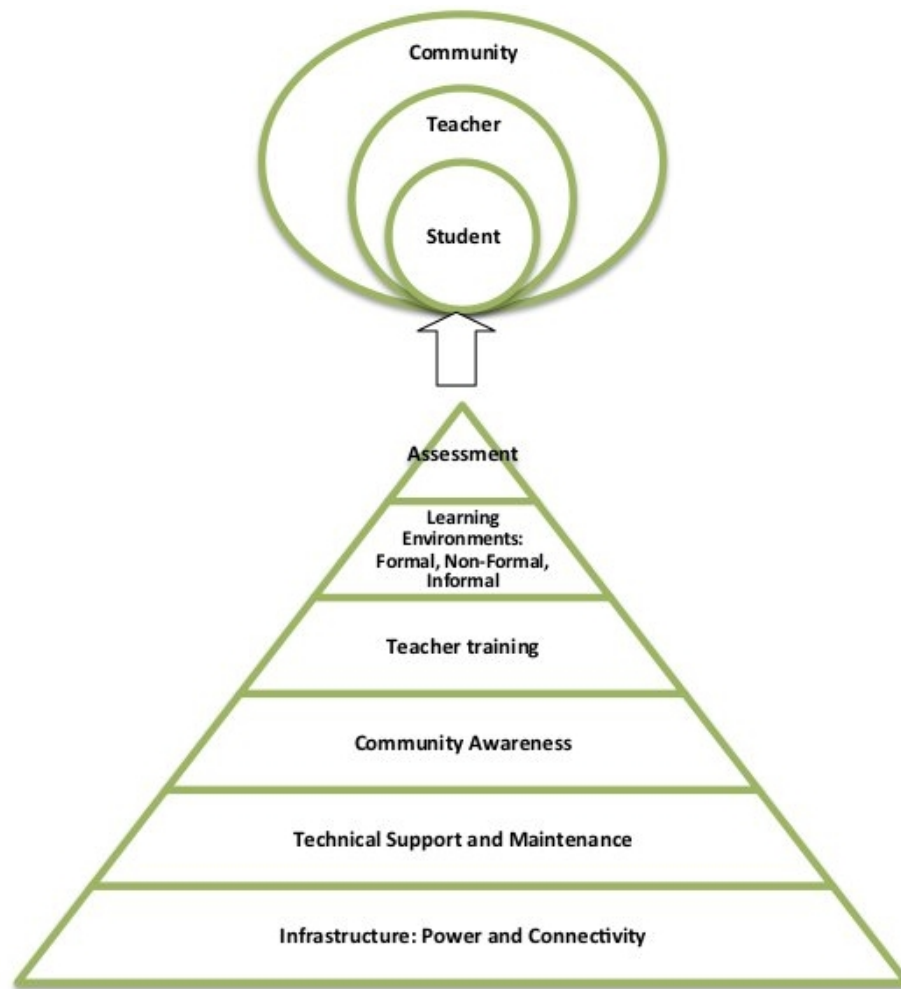 Community
Teacher
Student
Assessment
Learning
Environments:
Formal, Non-Formal,
Informal
Teacher training
Community Awareness
Technical Support and Maintenance
Infrastructure: Power and Connectivity